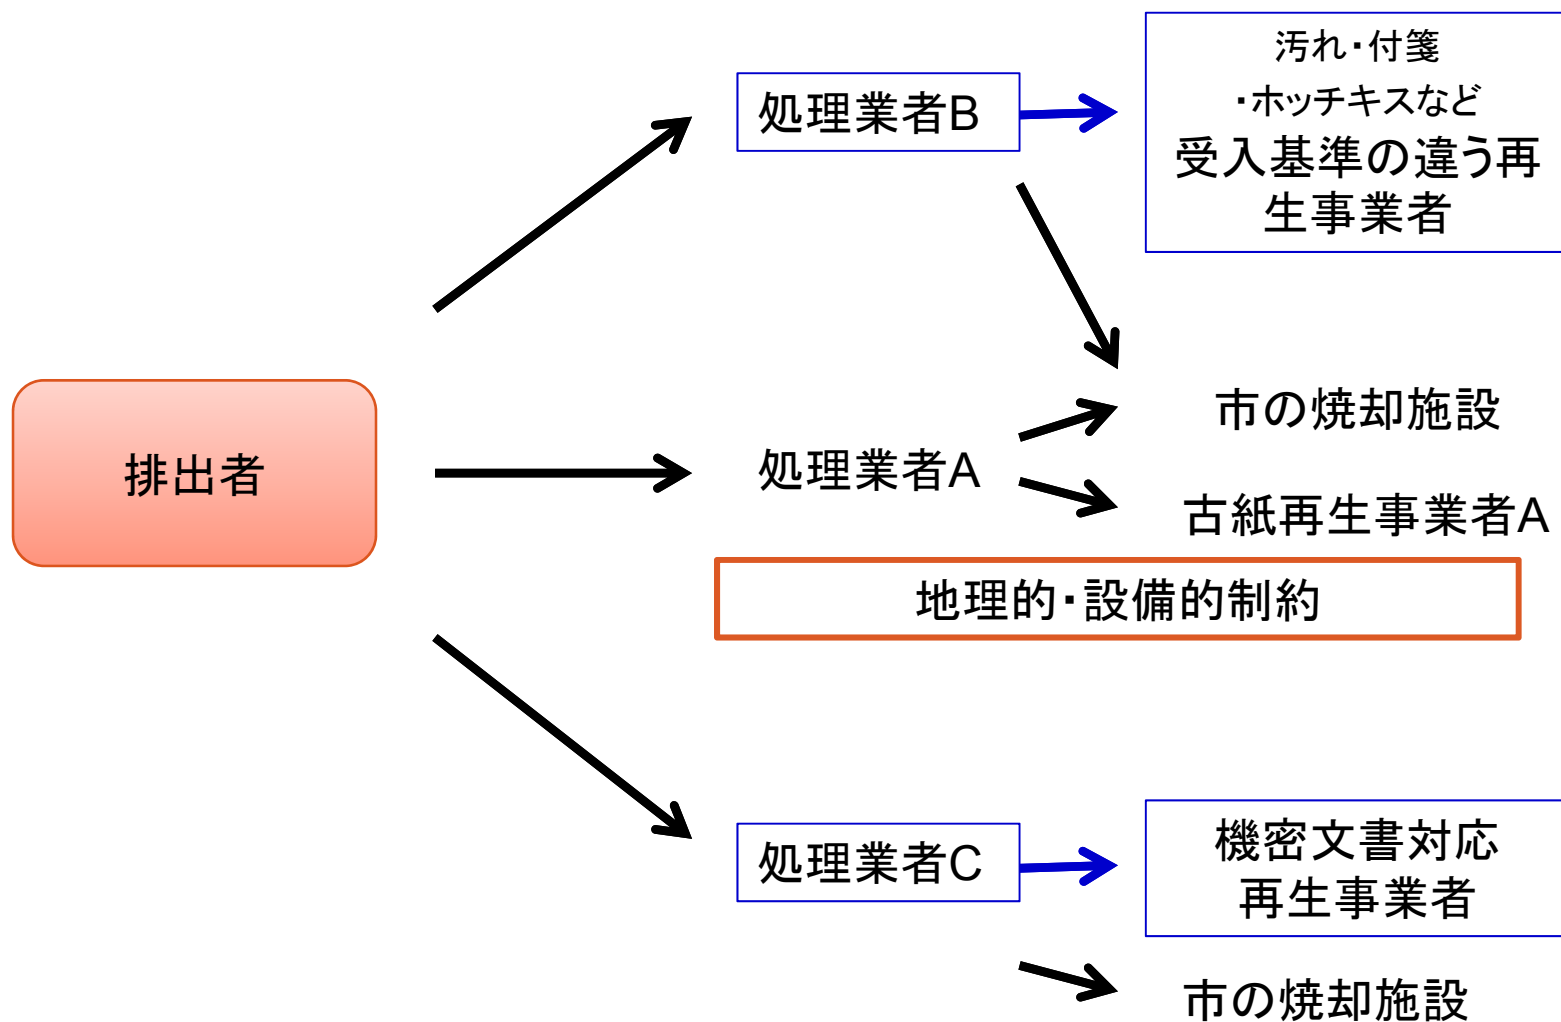 汚れ・付箋
・ホッチキスなど
受入基準の違う再
生事業者
処理業者B
市の焼却施設
排出者
処理業者A
古紙再生事業者A
地理的・設備的制約
処理業者C
機密文書対応
再生事業者
市の焼却施設